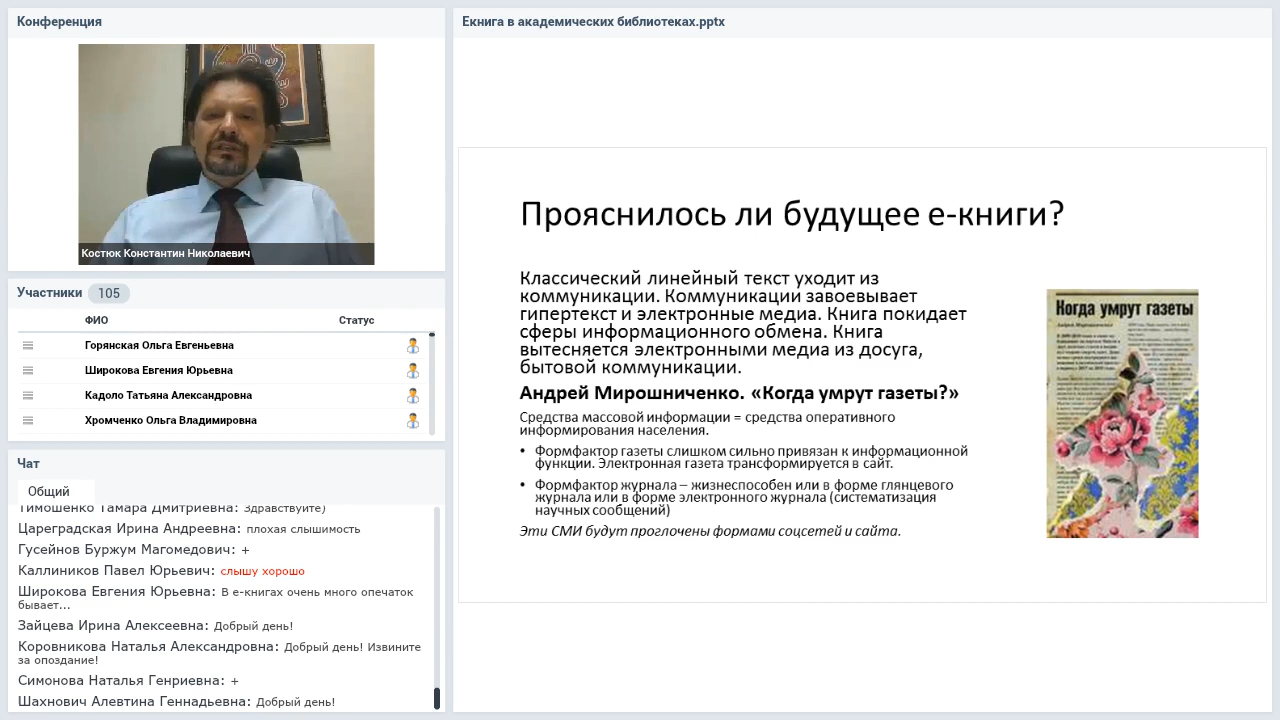 Конференция
Костюк Константин Николаевич
Участники 105
ФИО Статус
Горянская Ольга Евгеньевна
Широкова Евгения Юрьевна
Кадоло Татьяна Александровна
Хромченко Ольга Владимировна
Чат
Общий
Тимошенко Тамара Дмитриевна: Здравствуйте)
Цареградская Ирина Андреевна: плохая слышимость
Гусейнов Буржум Магомедович: +
Каллиников Павел Юрьевич: слышу хорошо
Широкова Евгения Юрьевна: В е-книгах очень много опечаток
бывает...
Зайцева Ирина Алексеевна: Добрый день!
Коровникова Наталья Александровна: Добрый день! Извините
за опоздание!
Симонова Наталья Генриевна: +
Шахнович Алевтина Геннадьевна: Добрый день!
Екнига в академических библиотеках.pptx
Прояснилось ли будущее е-книги?
Классический линейный текст уходит из
коммуникации. Коммуникации завоевывает
гипертекст и электронные медиа. Книга покидает
сферы информационного обмена. Книга
вытесняется электронными медиа из досуга,
бытовой коммуникации.
Андрей Мирошниченко. «Когда умрут газеты?»
Средства массовой информации = средства оперативного
информирования населения.
• Формфактор газеты слишком сильно привязан к информационной
функции. Электронная газета трансформируется в сайт.
• Формфактор журнала – жизнеспособен или в форме глянцевого
журнала или в форме электронного журнала (систематизация
научных сообщений)
Эти СМИ будут проглочены формами соцсетей и сайта.
Когда умрут газеты
Андрей Мирошниченко